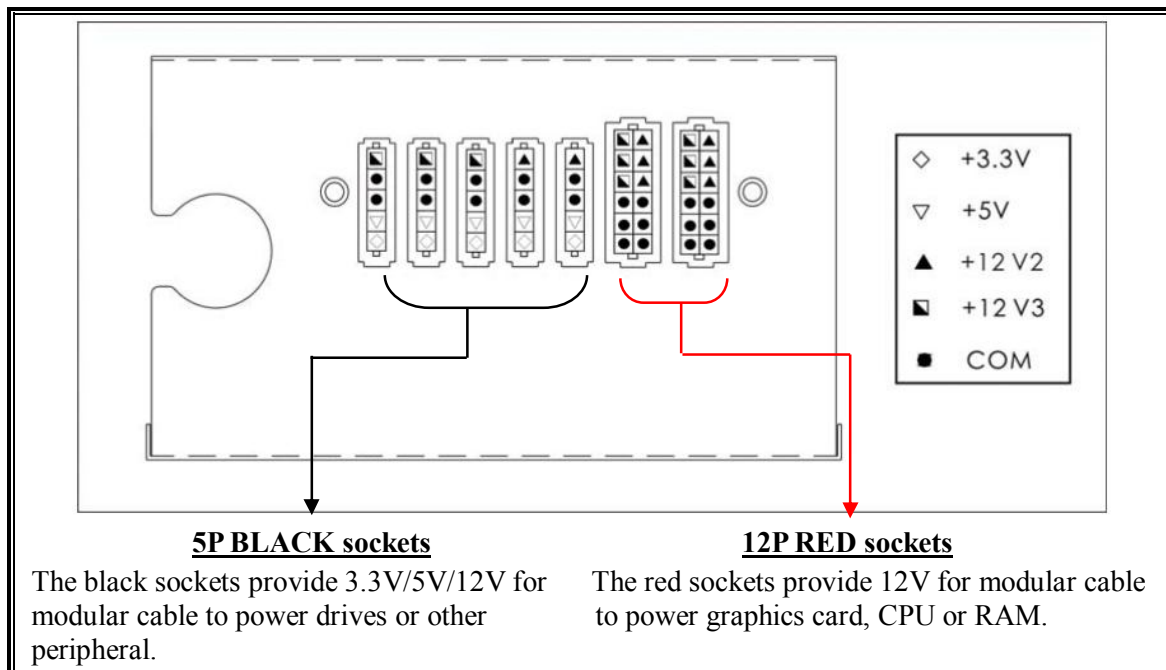 +3.3V
+5V
+12 V2
+12 V3
COM
5P BLACK sockets
The black sockets provide 3.3V/5V/12V for
modular cable to power drives or other
peripheral.
12P RED sockets
The red sockets provide 12V for modular cable
to power graphics card, CPU or RAM.